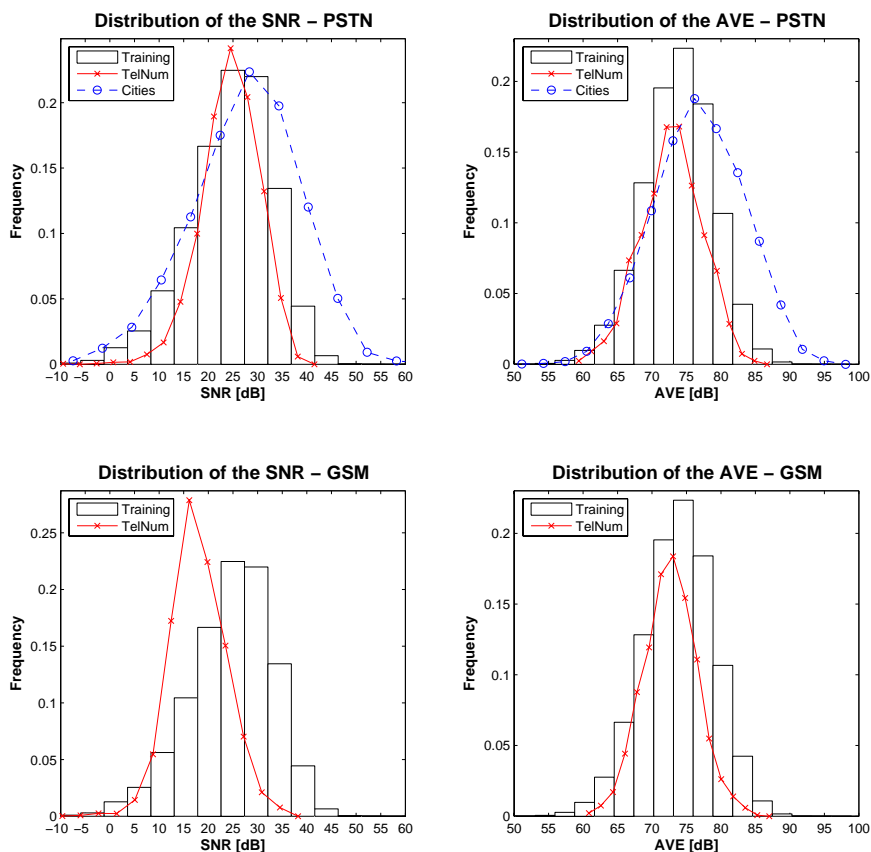 Distribution of the SNR − PSTN
Training
TelNum
Cities
Frequency
0.2
0.15
0.1
0.05
0
−10 −5 0 5 10 15 20 25 30 35 40 45 50 55 60
SNR [dB]
Distribution of the AVE − PSTN
Training
TelNum
Cities
Frequency
0.2
0.15
0.1
0.05
0
50 55 60 65 70 75 80 85 90 95 100
AVE [dB]
Distribution of the SNR − GSM
Training
TelNum
Frequency
0.25
0.2
0.15
0.1
0.05
0
−10 −5 0 5 10 15 20 25 30 35 40 45 50 55 60
SNR [dB]
Distribution of the AVE − GSM
Training
TelNum
Frequency
0.2
0.15
0.1
0.05
0
50 55 60 65 70 75 80 85 90 95 100
AVE [dB]